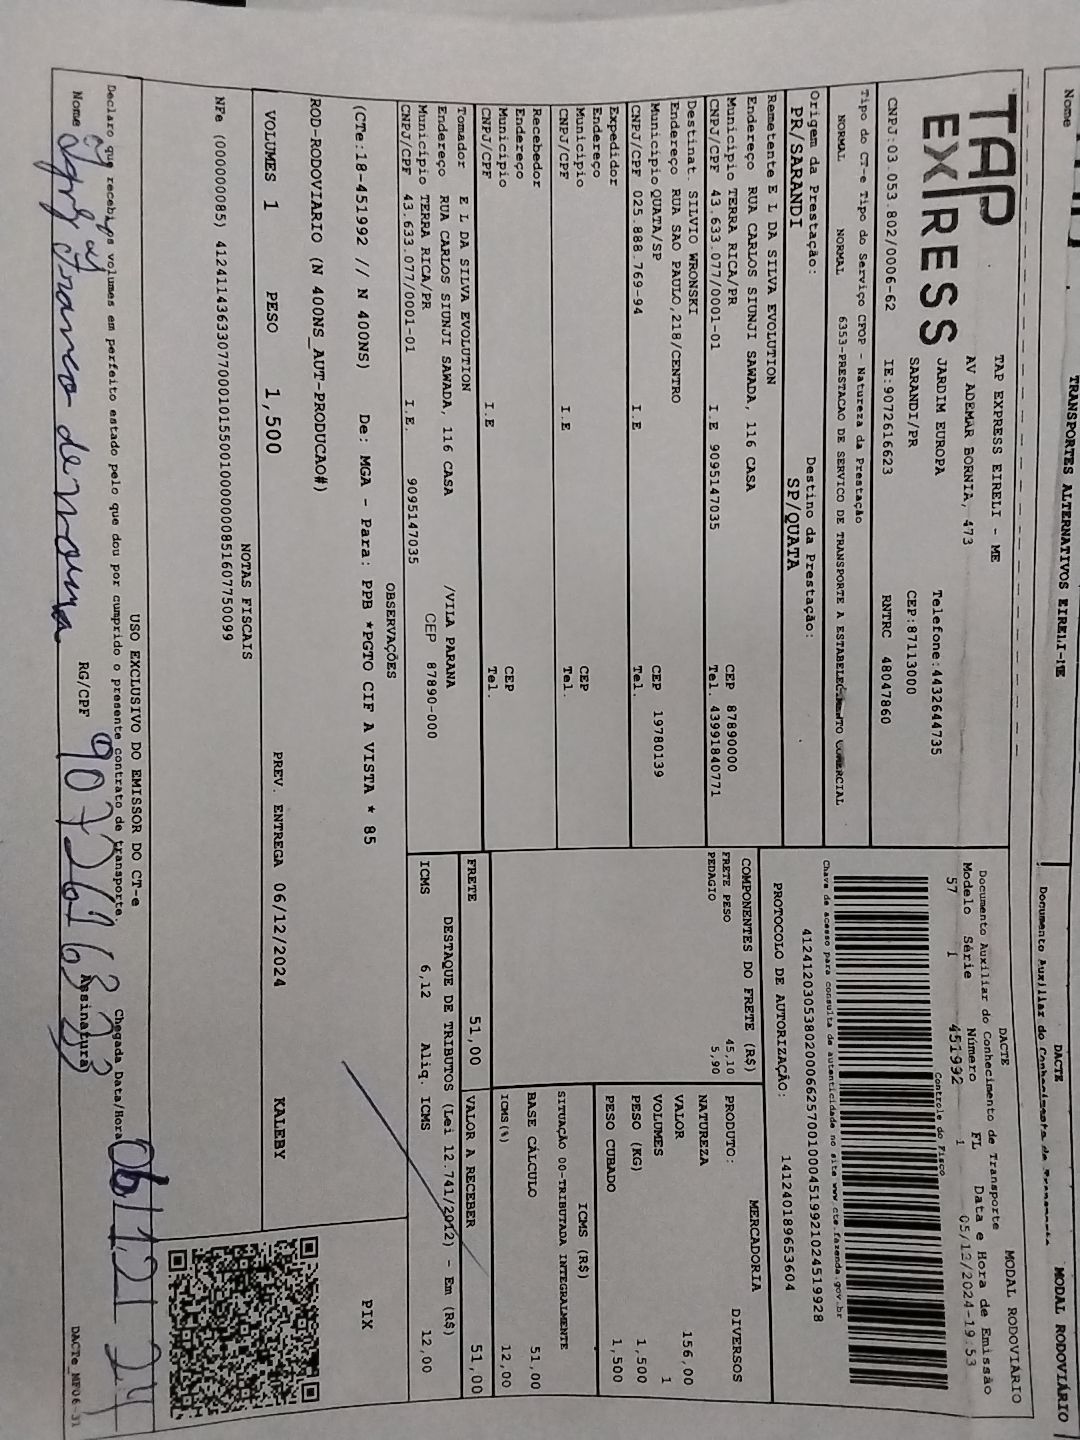 Nome
TRANSPORTES ALTERNATIVOS EIRELI-ME
DACTE
Documento Auxiliar do Conhecimento de Transporte
MODAL RODOVIÁRIO
TAP EXPRESS
TAP EXPRESS EIRELI - ME
AV ADEMAR BORNIA, 473
JARDIM EUROPA
Telefone:4432644735
SARANDI/PR
CEP:87113000
CNPJ:03.053.802/0006-62
IE:9072616623
RNTRC 48047860
DACTE
MODAL RODOVIÁRIO
Documento Auxiliar do Conhecimento de Transporte
Modelo Série Número FL Data e Hora de Emissão
57 1 451992 1 05/12/2024-19:53
Controle do Fisco
Chave de acesso para consulta de autenticidade no site www.cte.fazenda.gov.br
41241203053802000662570010004519921024519928
PROTOCOLO DE AUTORIZAÇÃO: 141240189653604
Tipo do CT-e Tipo do Serviço CFOP - Natureza da Prestação
NORMAL NORMAL 6353-PRESTACAO DE SERVICO DE TRANSPORTE A ESTABELECIMENTO COMERCIAL
Origem da Prestação: Destino da Prestação:
PR/SARANDI SP/QUATA
Remetente E L DA SILVA EVOLUTION
Endereço RUA CARLOS SIUNJI SAWADA, 116 CASA
Município TERRA RICA/PR CEP 87890000
CNPJ/CPF 43.633.077/0001-01 I.E 9095147035 Tel. 43991840771
Destinat. SILVIO WRONSKI
Endereço RUA SAO PAULO,218/CENTRO
Município QUATA/SP CEP 19780139
CNPJ/CPF 025.888.769-94 I.E Tel.
Expedidor
Endereço
Município CEP
CNPJ/CPF I.E Tel.
Recebedor
Endereço
Município CEP
CNPJ/CPF I.E Tel.
Tomador E L DA SILVA EVOLUTION
Endereço RUA CARLOS SIUNJI SAWADA, 116 CASA /VILA PARANA
Município TERRA RICA/PR CEP 87890-000
CNPJ/CPF 43.633.077/0001-01 I.E. 9095147035
COMPONENTES DO FRETE (R$)
FRETE PESO 45,10
PEDAGIO 5,90
FRETE 51,00
MERCADORIA
PRODUTO: DIVERSOS
NATUREZA
VALOR 156,00
VOLUMES 1
PESO (KG) 1,500
PESO CUBADO 1,500
ICMS (R$)
SITUAÇÃO 00-TRIBUTADA INTEGRALMENTE
BASE CÁLCULO 51,00
ICMS(%) 12,00
VALOR A RECEBER 51,00
DESTAQUE DE TRIBUTOS (Lei 12.741/2012) - Em (R$)
ICMS 6,12 Aliq. ICMS 12,00
OBSERVAÇÕES
(CTe:18-451992 // N 400NS) De: MGA - Para: PPB *PGTO CIF A VISTA * 85
PIX
ROD-RODOVIARIO (N 400NS_AUT-PRODUCAO#)
VOLUMES 1 PESO 1,500 PREV. ENTREGA 06/12/2024 KALEBY
NOTAS FISCAIS
NFe (000000085) 41241143633077000101550010000000851607750099
USO EXCLUSIVO DO EMISSOR DO CT-e
Declaro que recebi os volumes em perfeito estado pelo que dou por cumprido o presente contrato de transporte.
Chegada Data/Hora 06/12/24
Nome
Franco de
RG/CPF
Assinatura
DACTe_MF06-31